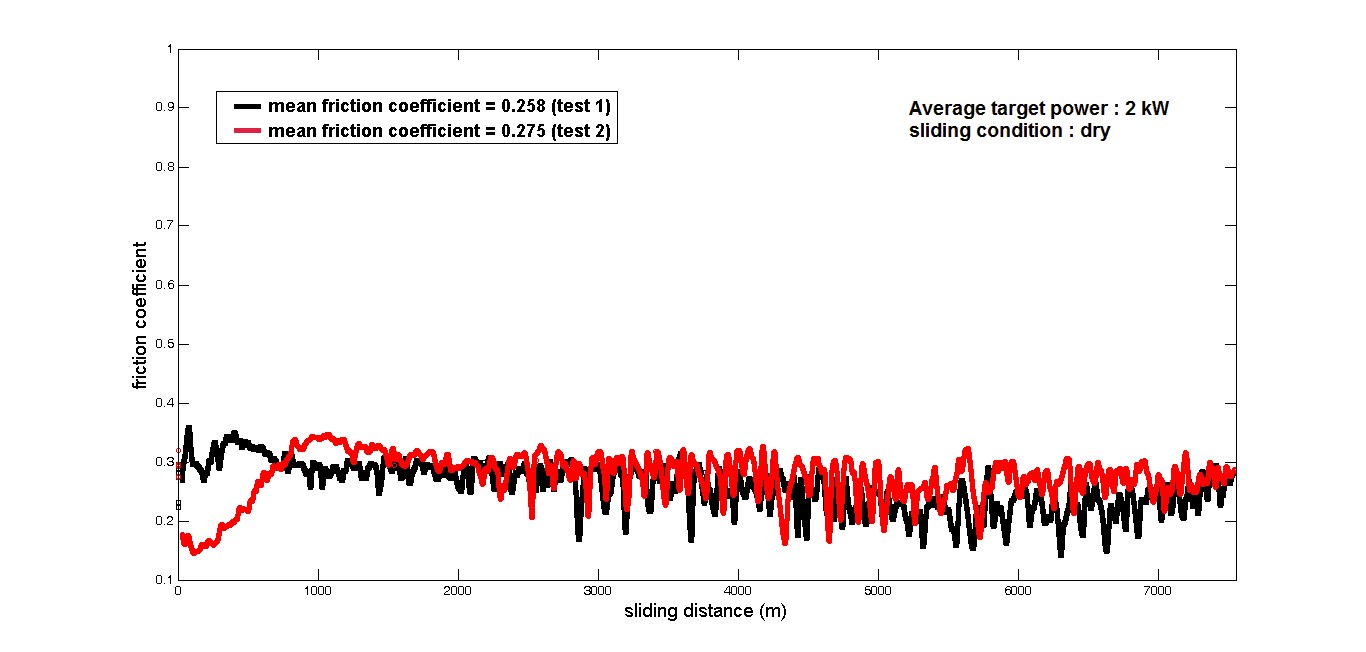 1
mean friction coefficient = 0.258 (test 1)
mean friction coefficient = 0.275 (test 2)
Average target power : 2 kW
sliding condition : dry
0.9
0.8
0.7
0.6
0.5
0.4
0.3
0.2
0.1
friction coefficient
0 1000 2000 3000 4000 5000 6000 7000
sliding distance (m)